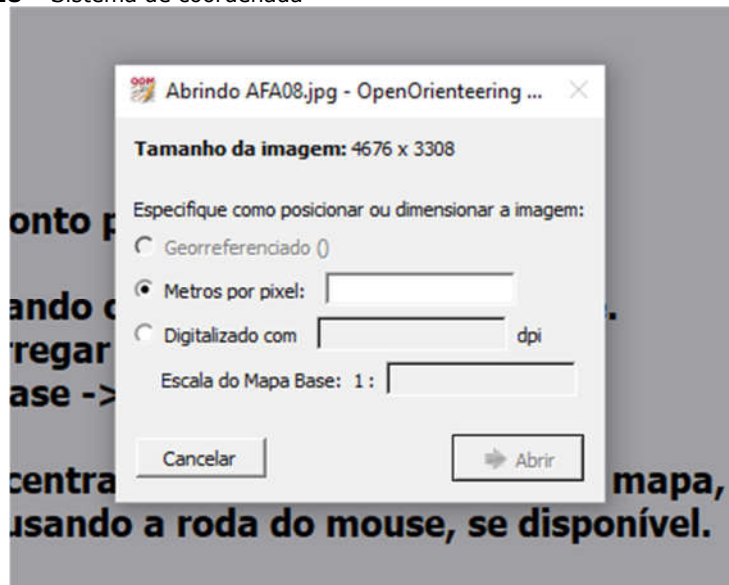 Sistema de coordenada
Abrindo AFA08.jpg - OpenOrienteering ...
Tamanho da imagem: 4676 x 3308
Especifique como posicionar ou dimensionar a imagem:
onto p
Georreferenciado ()
Metros por pixel:
ando
Digitalizado com dpi
regar
Escala do Mapa Base: 1 :
ase ->
Cancelar Abrir
centra mapa,
usando a roda do mouse, se disponível.